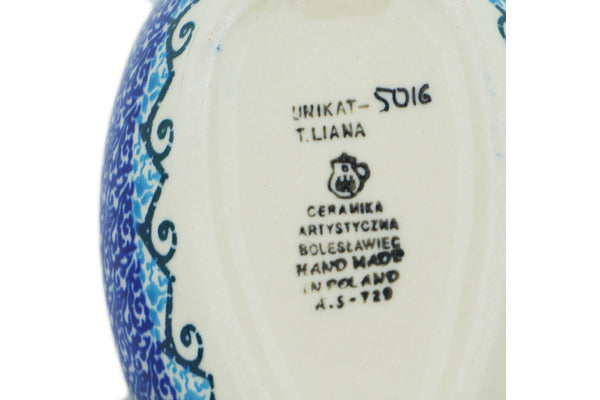 UNIKAT-5016
T.LIANA
CERAMIKA
ARTYSTYCZNA
BOLESŁAWIEC
HAND MADE
IN POLAND
A.S-729